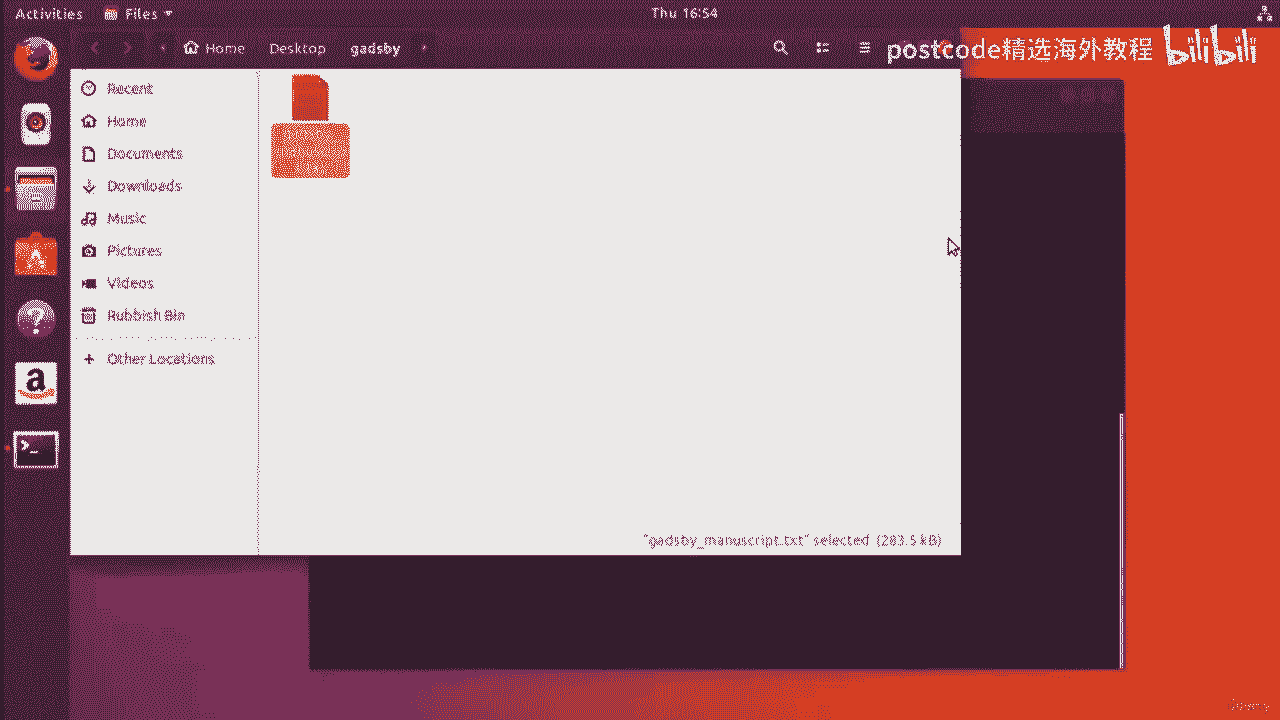 Activities Files Thu 16:54
Home Desktop gadsby
postcode精选海外教程 bilibili
Recent
Home
Documents
Downloads
Music
Pictures
Videos
Rubbish Bin
Other Locations
"gadsby_manuscript.txt" selected (283.5 kB)